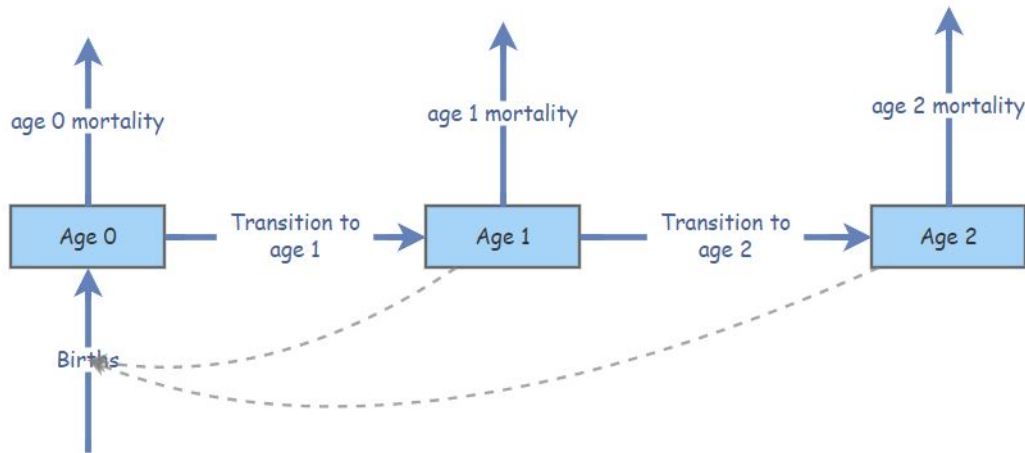 age 0 mortality
age 1 mortality
age 2 mortality
Age 0
Transition to
age 1
Age 1
Transition to
age 2
Age 2
Births